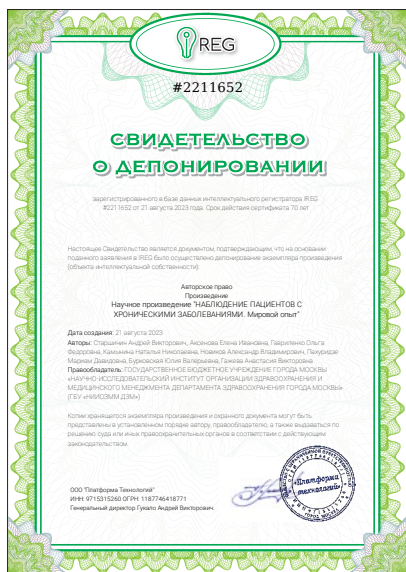 REG
#2211652
СВИДЕТЕЛЬСТВО
О ДЕПОНИРОВАНИИ
зарегистрированного в базе данных интеллектуального регистратора IREG
#2211652 от 21 августа 2023 года. Срок действия сертификата 70 лет
Настоящее Свидетельство является документом, подтверждающим, что на основании
поданного заявления в IREG было осуществлено депонирование экземпляра произведения
(объекта интеллектуальной собственности):
Авторское право
Произведение
Научное произведение "НАБЛЮДЕНИЕ ПАЦИЕНТОВ С
ХРОНИЧЕСКИМИ ЗАБОЛЕВАНИЯМИ. Мировой опыт"
Дата создания: 21 августа 2023
Авторы: Старшинин Андрей Викторович, Аксенова Елена Ивановна, Гавриленко Ольга
Федоровна, Камынина Наталья Николаевна, Новиков Александр Владимирович, Пахуридзе
Мариам Давидовна, Бурковская Юлия Валерьевна, Гажева Анастасия Викторовна
Правообладатель: ГОСУДАРСТВЕННОЕ БЮДЖЕТНОЕ УЧРЕЖДЕНИЕ ГОРОДА МОСКВЫ
«НАУЧНО-ИССЛЕДОВАТЕЛЬСКИЙ ИНСТИТУТ ОРГАНИЗАЦИИ ЗДРАВООХРАНЕНИЯ И
МЕДИЦИНСКОГО МЕНЕДЖМЕНТА ДЕПАРТАМЕНТА ЗДРАВООХРАНЕНИЯ ГОРОДА МОСКВЫ»
(ГБУ «НИИОЗММ ДЗМ»)
Копии хранящегося экземпляра произведения и охранного документа могут быть
представлены в установленном порядке автору, правообладателю, а также выдаваться по
решению суда или иных правоохранительных органов в соответствии с действующим
законодательством.
ООО "Платформа Технологий"
ИНН: 9715315260 ОГРН: 1187746418771
Генеральный директор Гукало Андрей Викторович
«Платформа
технологий»